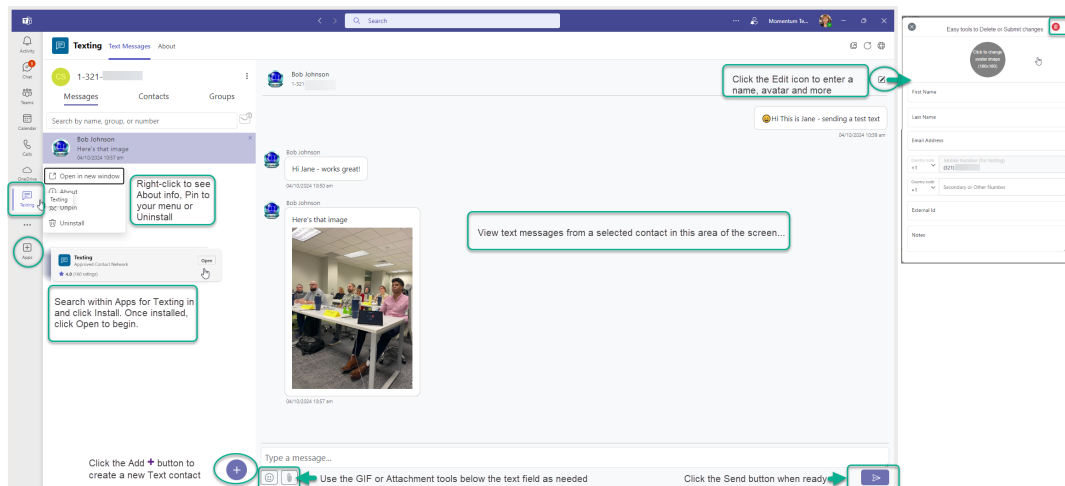 Search
Momentum Te...
Activity
Chat
Teams
Calendar
Calls
OneDrive
Texting
Apps
Texting Text Messages About
CS 1-321-
Messages Contacts Groups
Search by name, group, or number
Bob Johnson
Here's that image
04/10/2024 10:57 am
Open in new window
About
Texting
Unpin
Uninstall
Right-click to see
About info, Pin to
your menu or
Uninstall
Texting
Approved Contact Network
Open
Search within Apps for Texting in
and click Install. Once installed,
click Open to begin.
Click the Add + button to
create a new Text contact
Bob Johnson
1-321
Click the Edit icon to enter a
name, avatar and more
Hi This is Jane - sending a test text
04/10/2024 10:39 am
Bob Johnson
Hi Jane - works great!
04/10/2024 10:50 am
Bob Johnson
Here's that image
04/10/2024 10:57 am
View text messages from a selected contact in this area of the screen...
Type a message...
Use the GIF or Attachment tools below the text field as needed
Click the Send button when ready
Easy tools to Delete or Submit changes
Click to change
avatar image
(180x180)
First Name
Last Name
Email Address
Country code
+1
Mobile Number (for texting)
(321)
Country code
+1
Secondary or Other Number
External Id
Notes